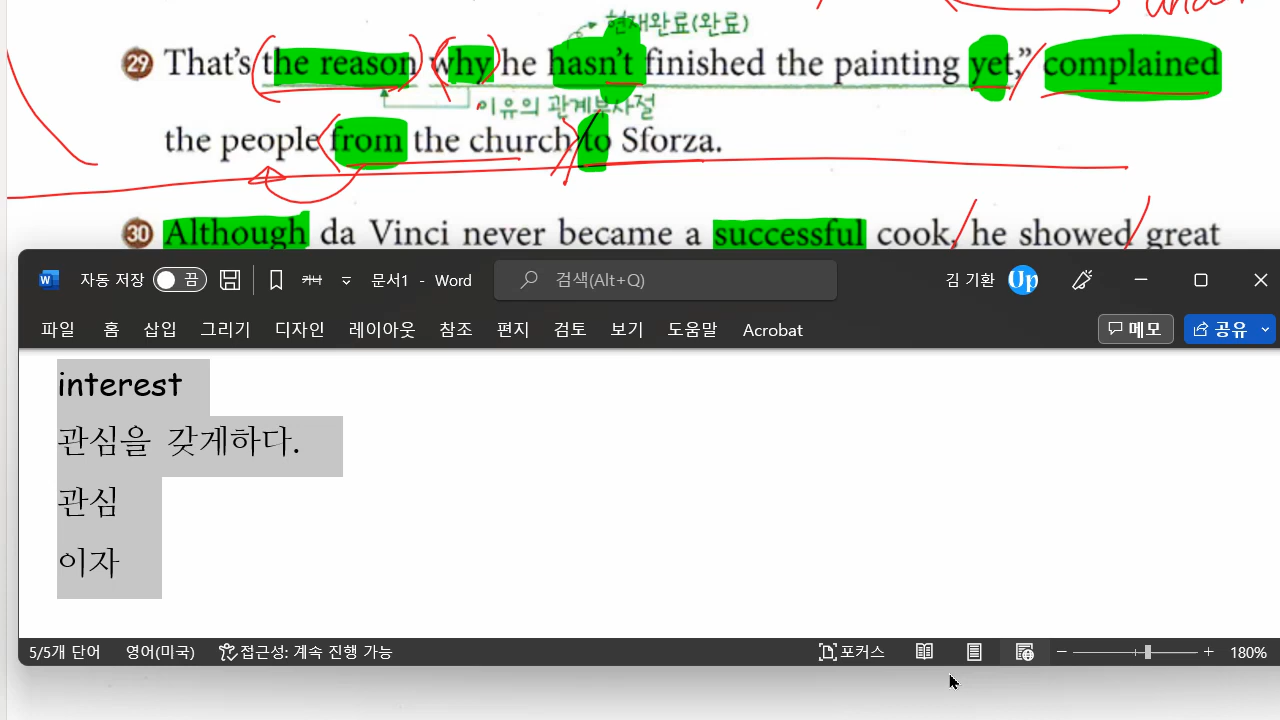 현재완료(완료)
29 That's the reason why he hasn't finished the painting yet,” complained
이유의 관계부사절
the people from the church to Sforza.
30 Although da Vinci never became a successful cook, he showed great
자동 저장 끔 가나 문서1 - Word 검색(Alt+Q) 김 기환 Up
파일 홈 삽입 그리기 디자인 레이아웃 참조 편지 검토 보기 도움말 Acrobat 메모 공유
interest
관심을 갖게하다.
관심
이자
5/5개 단어 영어(미국) 접근성: 계속 진행 가능 포커스 180%